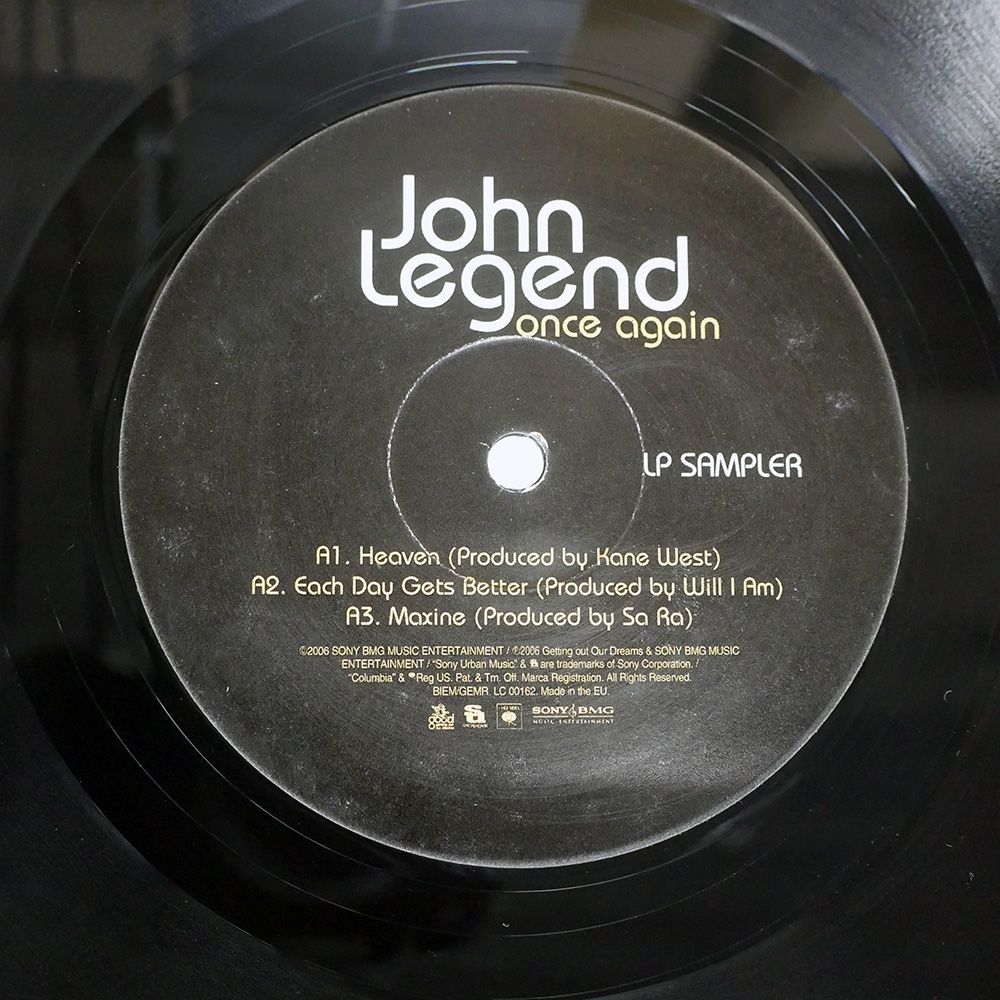 John
Legend
once again
LP SAMPLER
A1. Heaven (Produced by Kane West)
A2. Each Day Gets Better (Produced by Will I Am)
A3. Maxine (Produced by Sa Ra)
©2006 SONY BMG MUSIC ENTERTAINMENT / ℗2006 Getting out Our Dreams & SONY BMG MUSIC
ENTERTAINMENT / "Sony Urban Music" & are trademarks of Sony Corporation. /
"Columbia" & Reg US. Pat. & Tm. Off. Marca Registration. All Rights Reserved.
BIEM/GEMR. LC 00162. Made in the EU.
good
SONY BMG
MUSIC ENTERTAINMENT